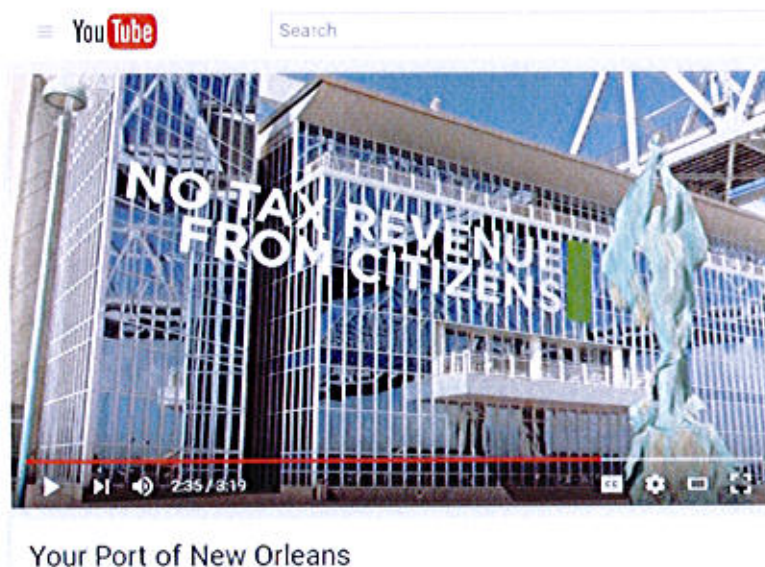 YouTube
Search
NO TAX REVENUE
FROM CITIZENS
2:35 / 3:19
CC
Your Port of New Orleans